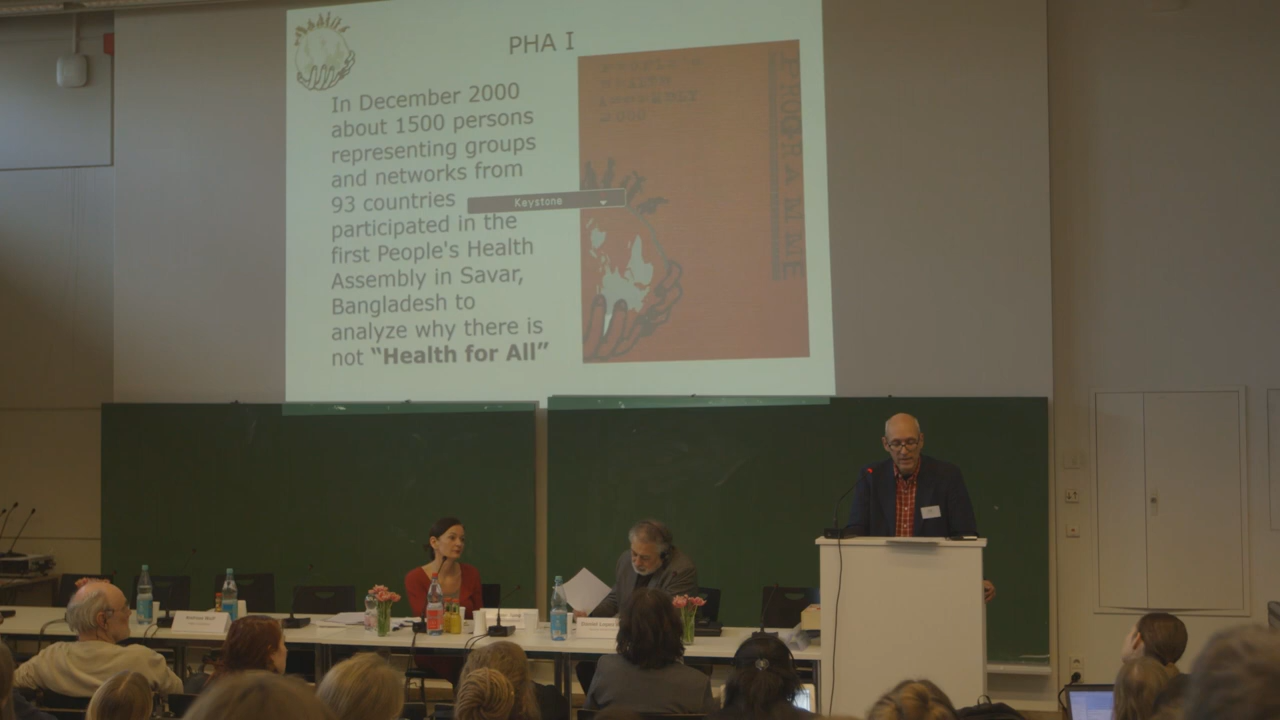 PHA I
In December 2000
about 1500 persons
representing groups
and networks from
93 countries
participated in the
first People's Health
Assembly in Savar,
Bangladesh to
analyze why there is
not “Health for All”
Keystone
PROGRAMME